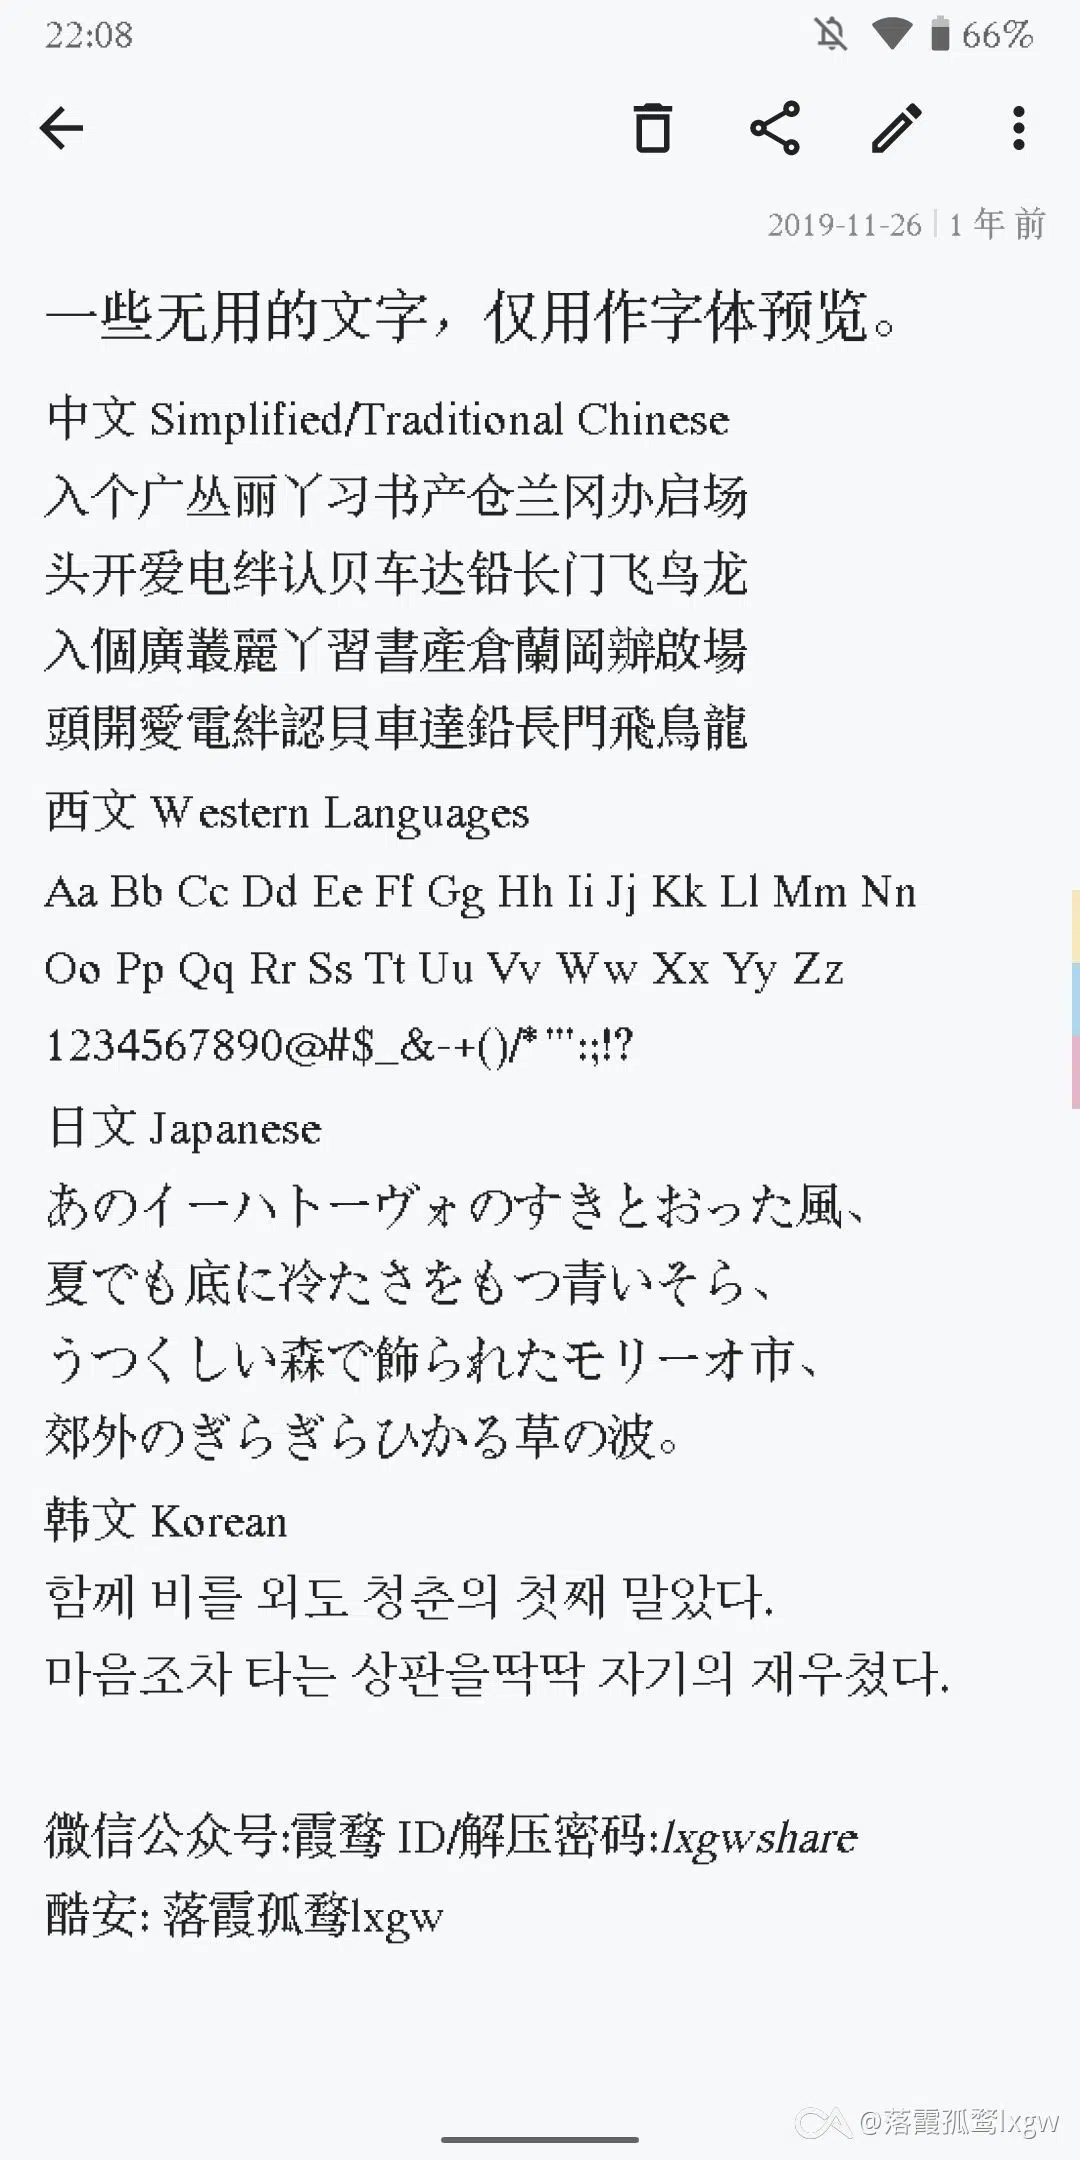 22:08 66%
2019-11-26 | 1 年 前
一些无用的文字，仅用作字体预览。
中文 Simplified/Traditional Chinese
入个广丛丽丫习书产仓兰冈办启场
头开爱电绊认贝车达铅长门飞鸟龙
入個廣叢麗丫習書產倉蘭岡辦啟場
頭開愛電絆認貝車達鉛長門飛鳥龍
西文 Western Languages
Aa Bb Cc Dd Ee Ff Gg Hh Ii Jj Kk Ll Mm Nn
Oo Pp Qq Rr Ss Tt Uu Vv Ww Xx Yy Zz
1234567890@#$_&-+()/*"':;!?
日文 Japanese
あのイーハトーヴォのすきとおった風、
夏でも底に冷たさをもつ青いそら、
うつくしい森で飾られたモリーオ市、
郊外のぎらぎらひかる草の波。
韩文 Korean
함께 비를 외도 청춘의 첫째 말았다.
마음조차 타는 상판을딱딱 자기의 재우쳤다.
微信公众号:霞鹜 ID/解压密码:lxgwshare
酷安: 落霞孤鹜lxgw
@落霞孤鹜lxgw